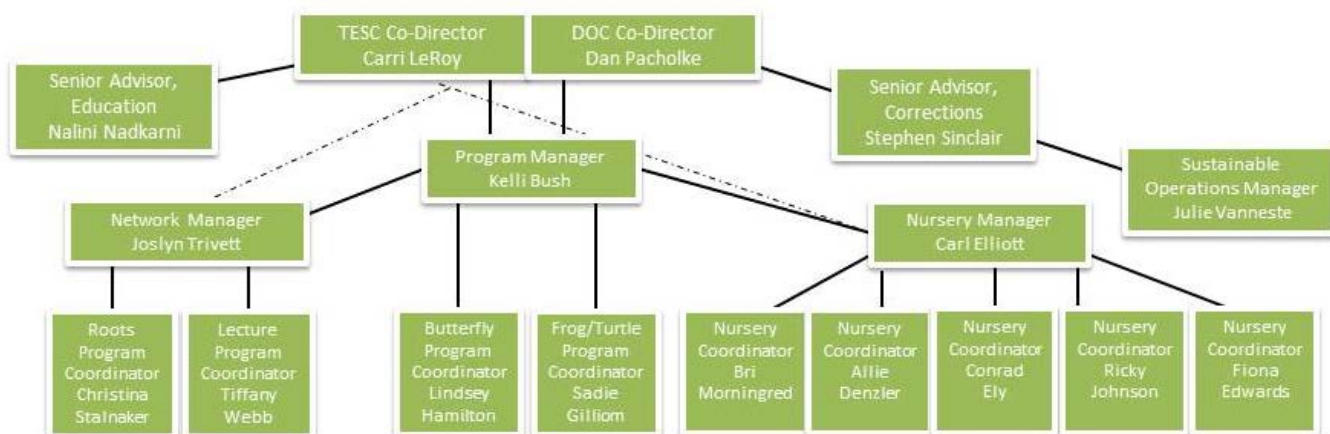 TESC Co-Director
Carri LeRoy
DOC Co-Director
Dan Pacholke
Senior Advisor,
Education
Nalini Nadkarni
Senior Advisor,
Corrections
Stephen Sinclair
Program Manager
Kelli Bush
Sustainable
Operations Manager
Julie Vanneste
Network Manager
Joslyn Trivett
Nursery Manager
Carl Elliott
Roots
Program
Coordinator
Christina
Stalnaker
Lecture
Program
Coordinator
Tiffany
Webb
Butterfly
Program
Coordinator
Lindsey
Hamilton
Frog/Turtle
Program
Coordinator
Sadie
Gilliom
Nursery
Coordinator
Bri
Morningred
Nursery
Coordinator
Allie
Denzler
Nursery
Coordinator
Conrad
Ely
Nursery
Coordinator
Ricky
Johnson
Nursery
Coordinator
Fiona
Edwards